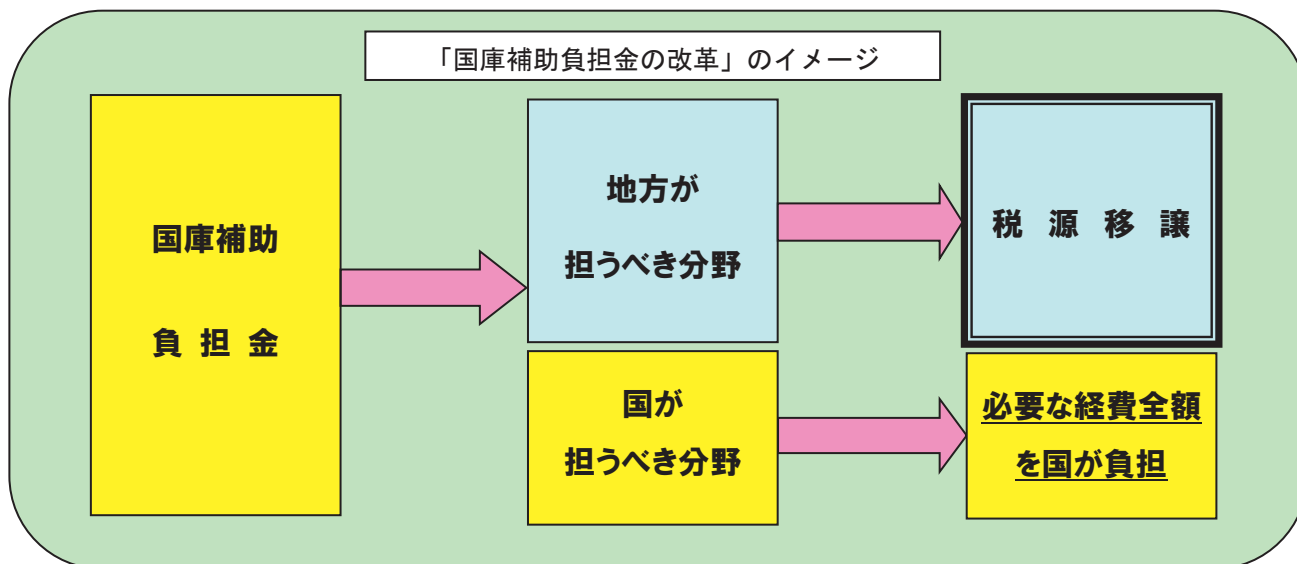 「国庫補助負担金の改革」のイメージ
国庫補助
負 担 金
地方が
担うべき分野
税 源 移 譲
国が
担うべき分野
必要な経費全額
を国が負担